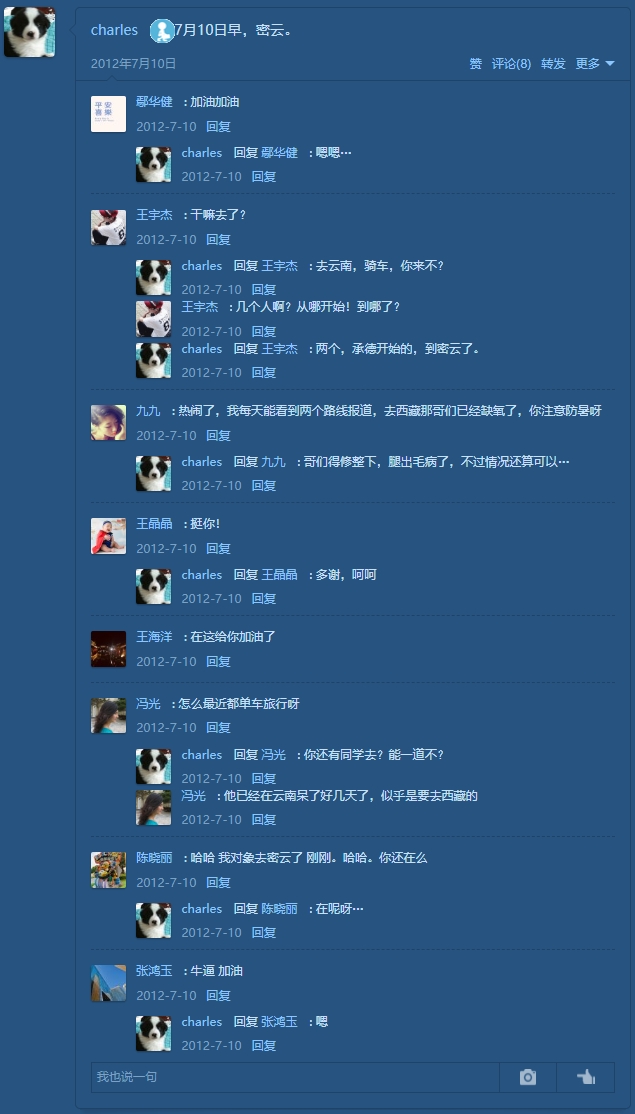 charles 7月10日早，密云。
2012年7月10日 赞 评论(8) 转发 更多
鄢华健 : 加油加油
2012-7-10 回复
charles 回复 鄢华健 : 嗯嗯…
2012-7-10 回复
王宇杰 : 干嘛去了？
2012-7-10 回复
charles 回复 王宇杰 : 去云南，骑车，你来不？
2012-7-10 回复
王宇杰 : 几个人啊？从哪开始！到哪了？
2012-7-10 回复
charles 回复 王宇杰 : 两个，承德开始的，到密云了。
2012-7-10 回复
九九 : 热闹了，我每天能看到两个路线报道，去西藏那哥们已经缺氧了，你注意防暑呀
2012-7-10 回复
charles 回复 九九 : 哥们得修整下，腿出毛病了，不过情况还算可以…
2012-7-10 回复
王晶晶 : 挺你！
2012-7-10 回复
charles 回复 王晶晶 : 多谢，呵呵
2012-7-10 回复
王海洋 : 在这给你加油了
2012-7-10 回复
冯光 : 怎么最近都单车旅行呀
2012-7-10 回复
charles 回复 冯光 : 你还有同学去？能一道不？
2012-7-10 回复
冯光 : 他已经在云南呆了好几天了，似乎是要去西藏的
2012-7-10 回复
陈晓丽 : 哈哈 我对象去密云了 刚刚。哈哈。你还在么
2012-7-10 回复
charles 回复 陈晓丽 : 在呢呀…
2012-7-10 回复
张鸿玉 : 牛逼 加油
2012-7-10 回复
charles 回复 张鸿玉 : 嗯
2012-7-10 回复
我也说一句